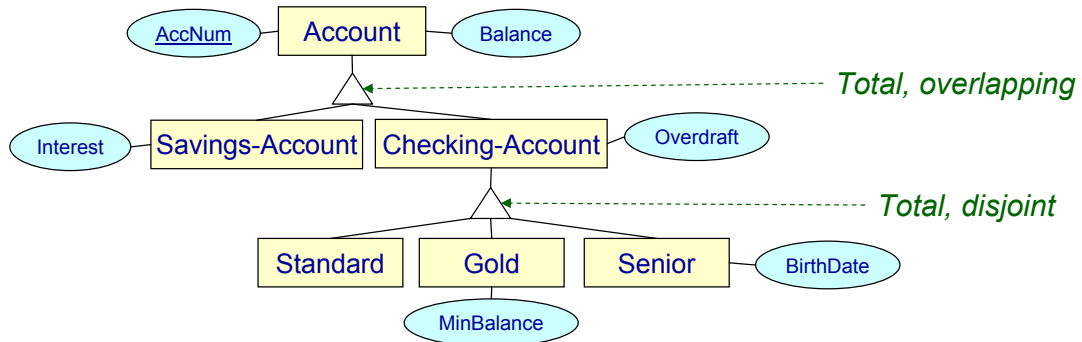 AccNum
Account
Balance
Total, overlapping
Interest
Savings-Account
Checking-Account
Overdraft
Total, disjoint
Standard
Gold
Senior
BirthDate
MinBalance